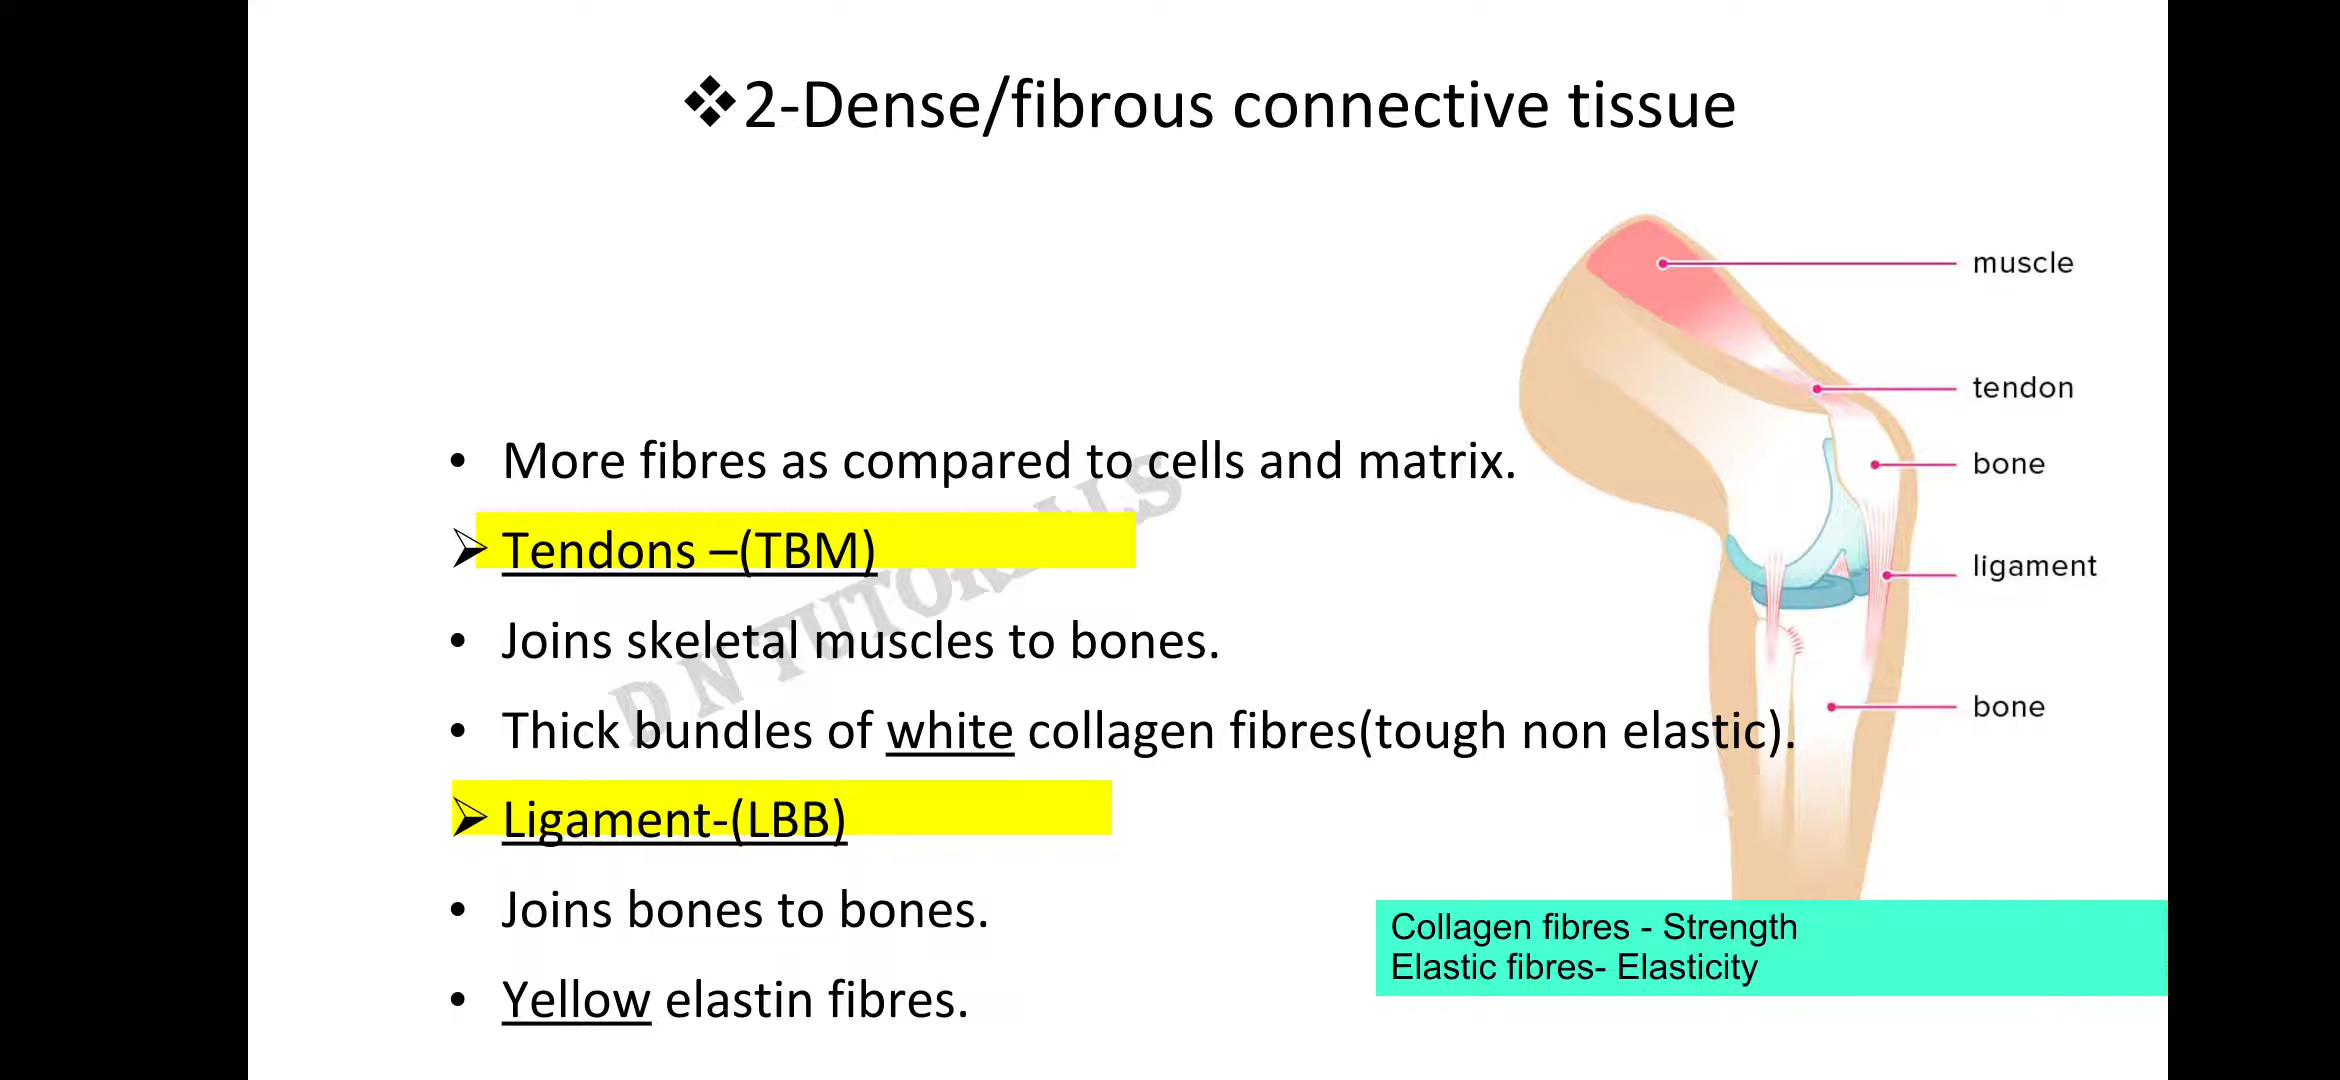 ❖2-Dense/fibrous connective tissue
muscle
tendon
bone
ligament
bone
• More fibres as compared to cells and matrix.
➢ Tendons –(TBM)
• Joins skeletal muscles to bones.
• Thick bundles of white collagen fibres(tough non elastic).
➢ Ligament-(LBB)
• Joins bones to bones.
• Yellow elastin fibres.
Collagen fibres - Strength
Elastic fibres- Elasticity
D N TUTORIALS